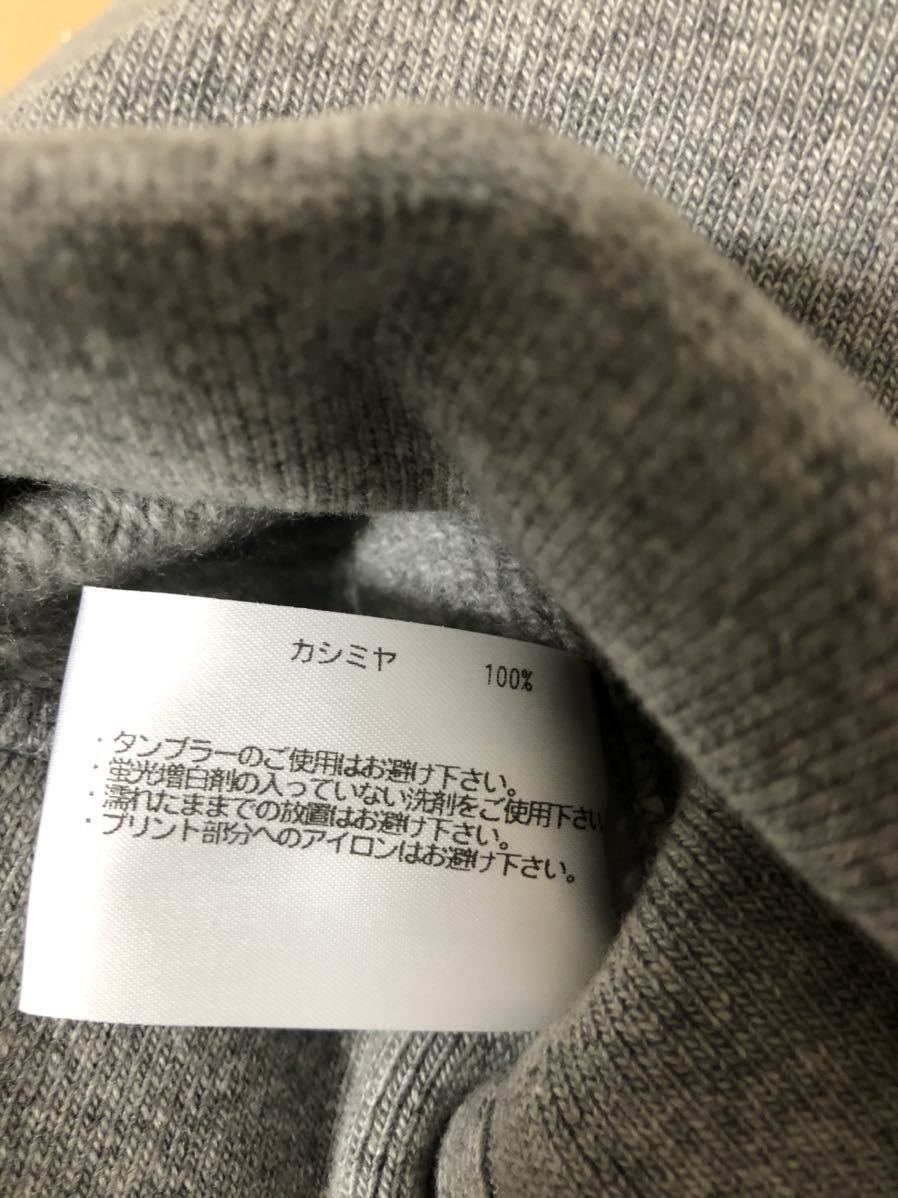 カシミヤ 100%
・タンブラーのご使用はお避け下さい。
・蛍光増白剤の入っていない洗剤をご使用下さい
・濡れたままでの放置はお避け下さい。
・プリント部分へのアイロンはお避け下さい。